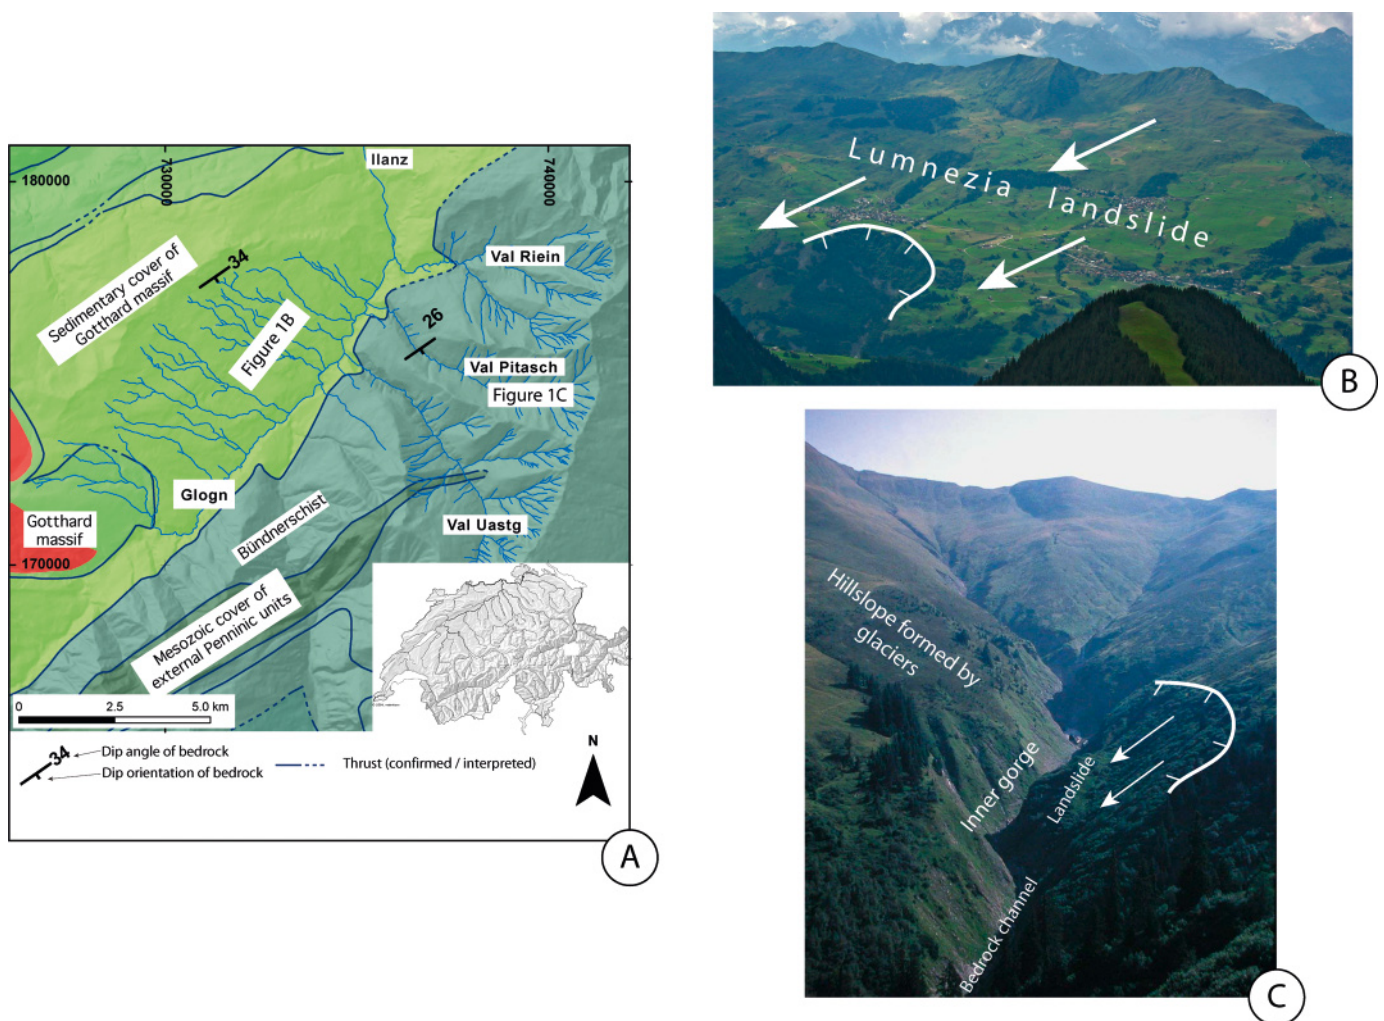 Ilanz
180000
730000
740000
Sedimentary cover of
Gotthard massif
34
Val Riein
Figure 1B
26
Val Pitasch
Figure 1C
Glogn
Gotthard
massif
Val Uastg
170000
Bündnerschist
Mesozoic cover of
external Penninic units
0
2.5
5.0 km
34
Dip angle of bedrock
Dip orientation of bedrock
Thrust (confirmed / interpreted)
N
A
Lumnezia landslide
B
Hillslope formed by
glaciers
Inner gorge
Landslide
Bedrock channel
C